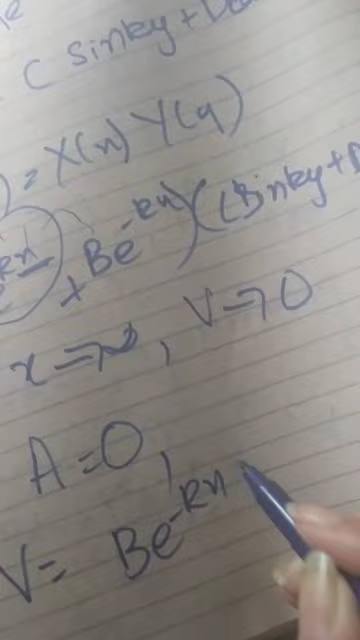 C sinky + D
) = X(x) Y(y)
+ Be^-kx) (C sinky + D
x → ∞, V → 0
A = 0,
V = Be^-kx